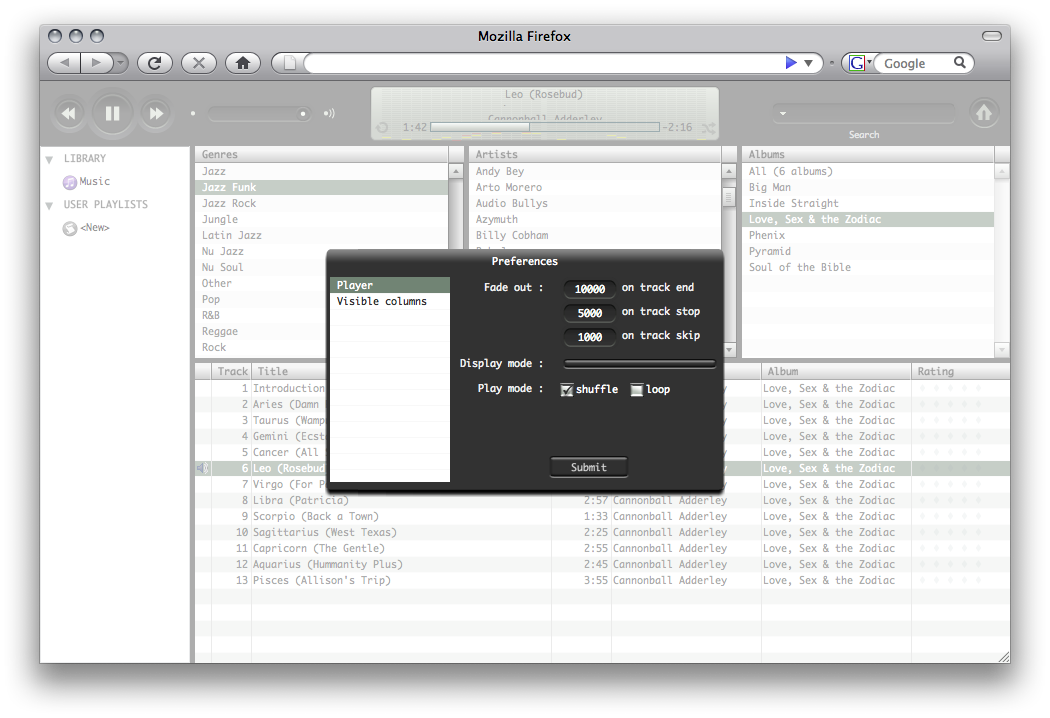 Mozilla Firefox
G Google
Leo (Rosebud)
Cannonball Adderley
1:42 -2:16
Search
LIBRARY
Music
USER PLAYLISTS
<New>
Genres
Jazz
Jazz Funk
Jazz Rock
Jungle
Latin Jazz
Nu Jazz
Nu Soul
Other
Pop
R&B
Reggae
Rock
Artists
Andy Bey
Arto Morero
Audio Bullys
Azymuth
Billy Cobham
Albums
All (6 albums)
Big Man
Inside Straight
Love, Sex & the Zodiac
Phenix
Pyramid
Soul of the Bible
Preferences
Player
Visible columns
Fade out : 10000 on track end
5000 on track stop
1000 on track skip
Display mode :
Play mode : shuffle loop
Submit
Track Title Album Rating
1 Introduction Love, Sex & the Zodiac
2 Aries (Damn Love, Sex & the Zodiac
3 Taurus (Wamp Love, Sex & the Zodiac
4 Gemini (Ecst Love, Sex & the Zodiac
5 Cancer (All Love, Sex & the Zodiac
6 Leo (Rosebud Love, Sex & the Zodiac
7 Virgo (For P Love, Sex & the Zodiac
8 Libra (Patricia) 2:57 Cannonball Adderley Love, Sex & the Zodiac
9 Scorpio (Back a Town) 1:33 Cannonball Adderley Love, Sex & the Zodiac
10 Sagittarius (West Texas) 2:25 Cannonball Adderley Love, Sex & the Zodiac
11 Capricorn (The Gentle) 2:55 Cannonball Adderley Love, Sex & the Zodiac
12 Aquarius (Hummanity Plus) 2:45 Cannonball Adderley Love, Sex & the Zodiac
13 Pisces (Allison's Trip) 3:55 Cannonball Adderley Love, Sex & the Zodiac